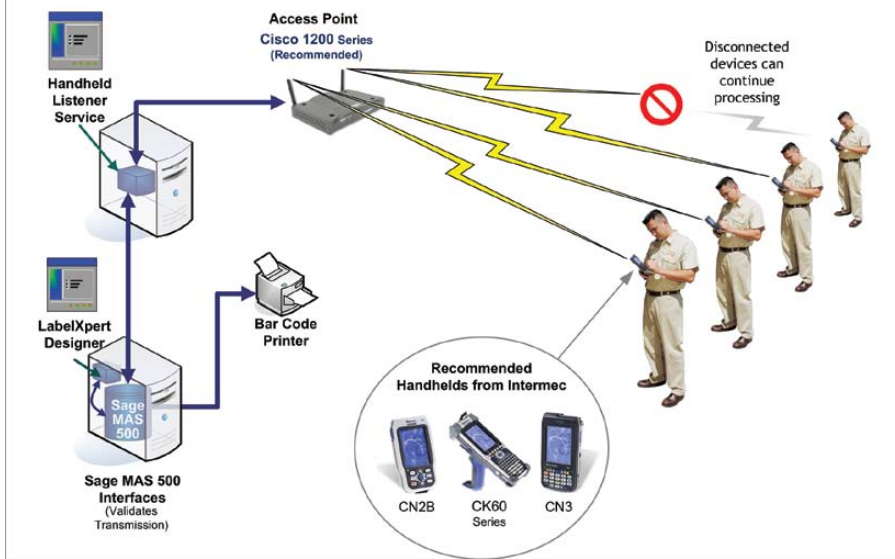 Access Point
Cisco 1200 Series
(Recommended)
Disconnected
devices can
continue
processing
Handheld
Listener
Service
LabelXpert
Designer
Bar Code
Printer
Sage
MAS
500
Sage MAS 500
Interfaces
(Validates
Transmission)
Recommended
Handhelds from Intermec
CN2B
CK60
Series
CN3